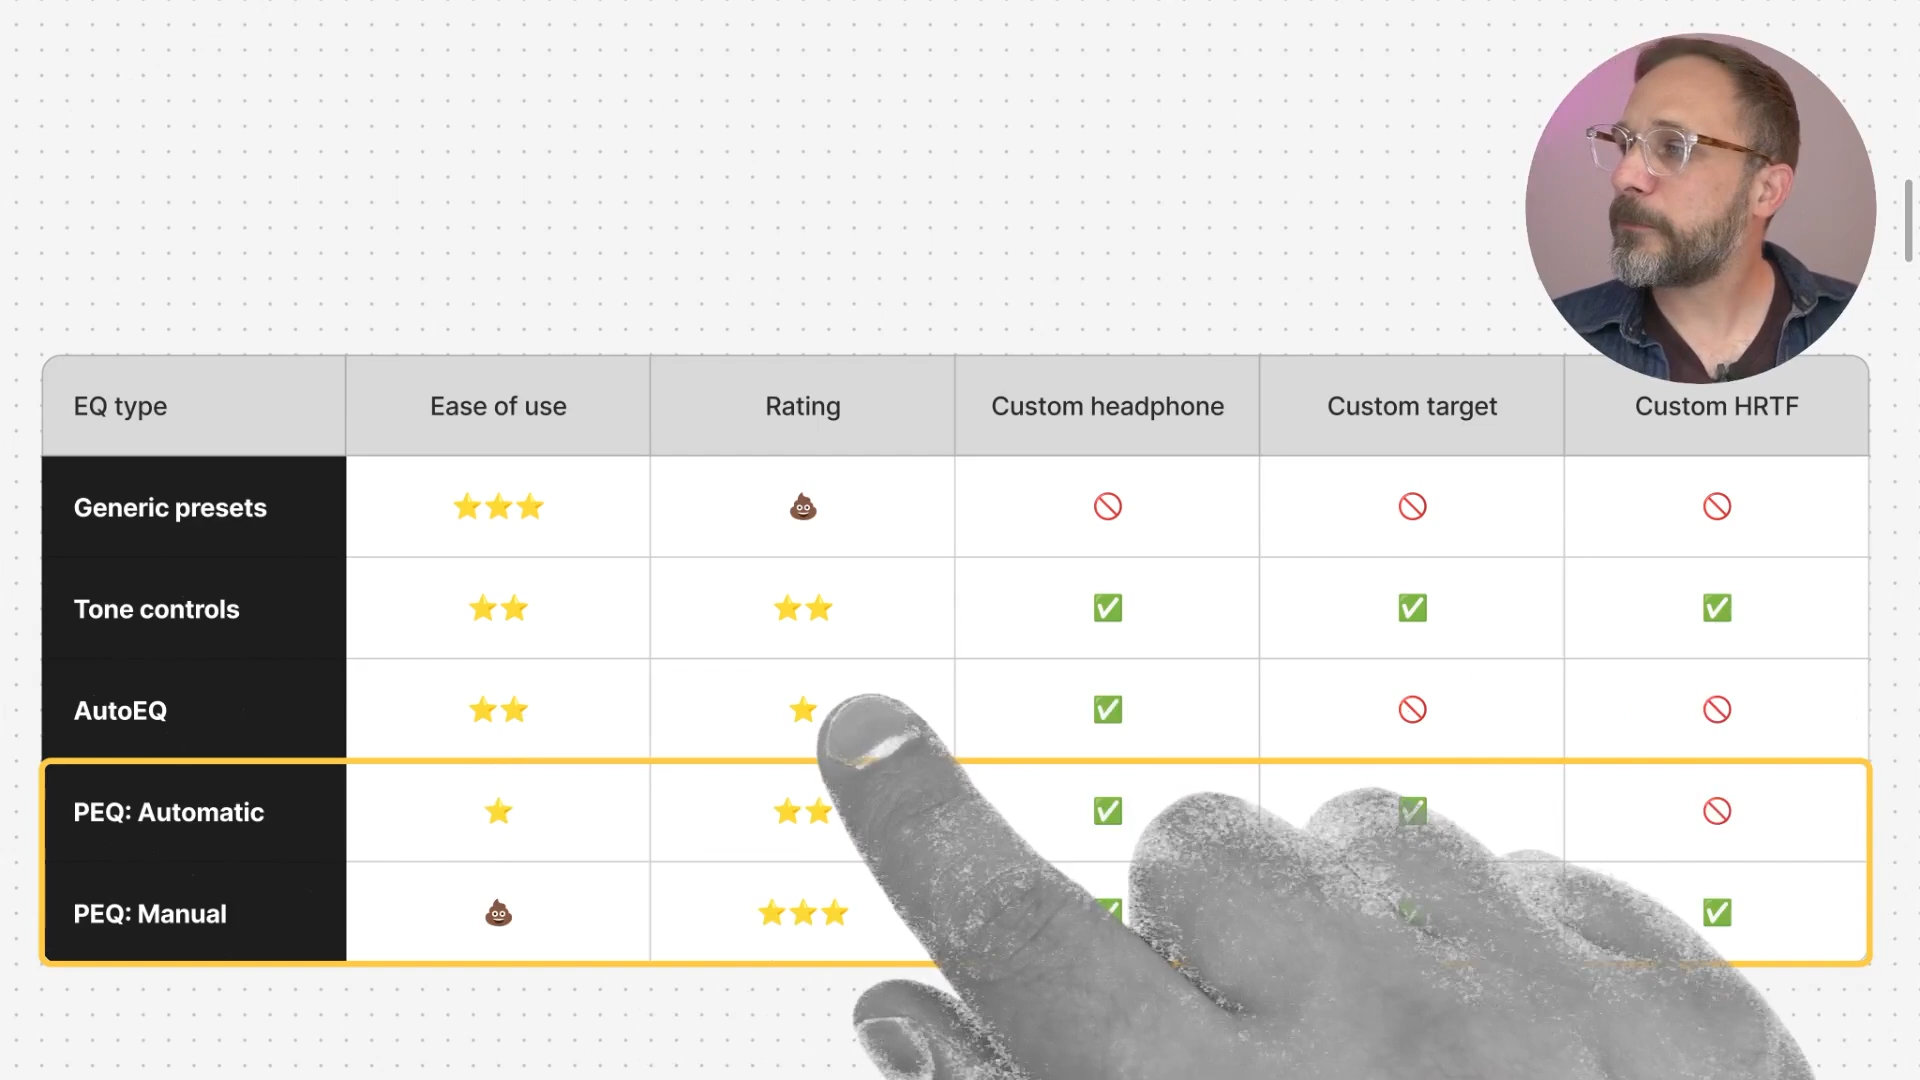 EQ type Ease of use Rating Custom headphone Custom target Custom HRTF
Generic presets
Tone controls
AutoEQ
PEQ: Automatic
PEQ: Manual